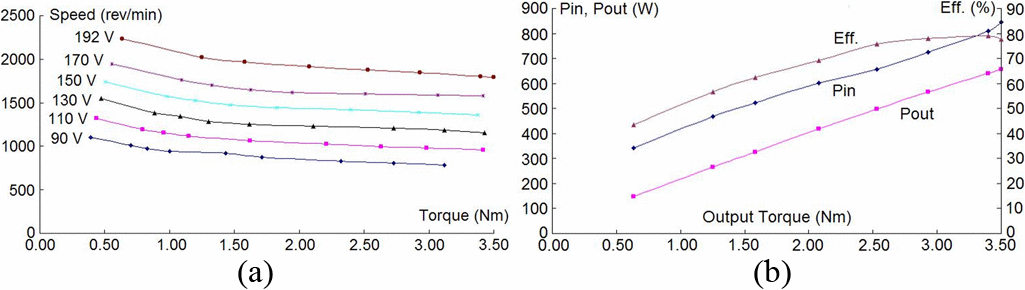 Speed (rev/min)
2500
2000
1500
1000
500
0
192 V
170 V
150 V
130 V
110 V
90 V
Torque (Nm)
0.00 0.50 1.00 1.50 2.00 2.50 3.00 3.50
(a)
Pin, Pout (W)
Eff. (%)
900
800
700
600
500
400
300
200
100
0
Eff.
Pin
Pout
90
80
70
60
50
40
30
20
10
0
Output Torque (Nm)
0.00 0.50 1.00 1.50 2.00 2.50 3.00 3.50
(b)